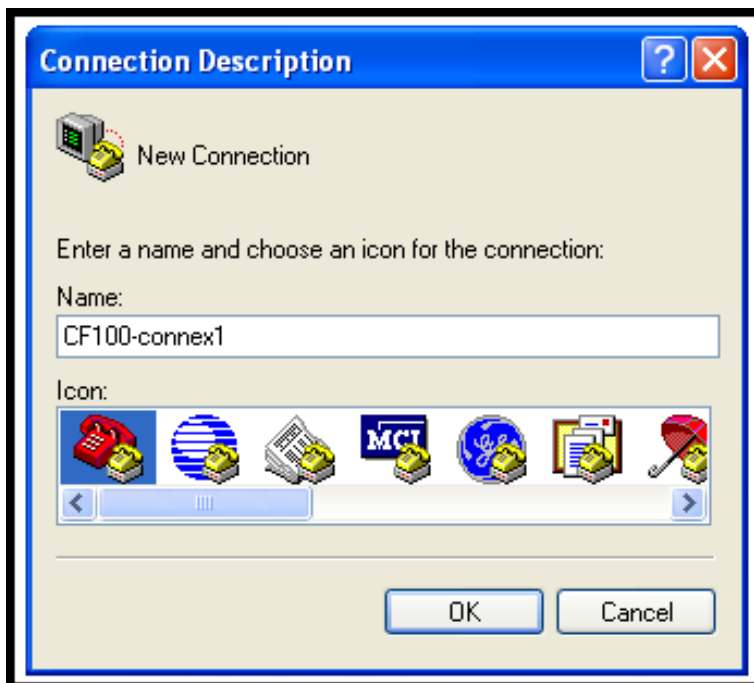 Connection Description
New Connection
Enter a name and choose an icon for the connection:
Name:
CF100-connex1
Icon:
MCI
OK
Cancel